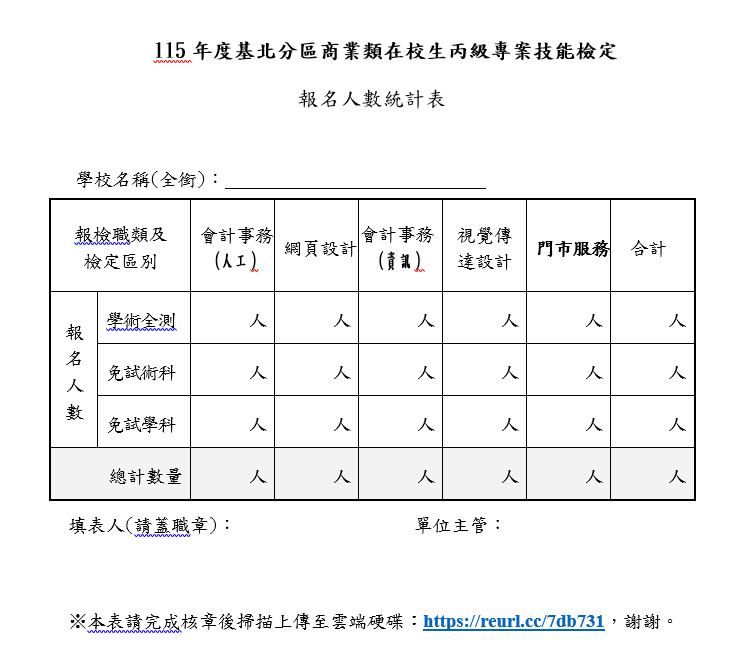 115 年度基北分區商業類在校生丙級專案技能檢定
報名人數統計表
學校名稱(全銜)：
報檢職類及
檢定區別
會計事務
(人工)
網頁設計
會計事務
(資訊)
視覺傳
達設計
門市服務
合計
報名人數
學術全測 人 人 人 人 人 人
免試術科 人 人 人 人 人 人
免試學科 人 人 人 人 人 人
總計數量 人 人 人 人 人 人
填表人(請蓋職章)： 單位主管：
※本表請完成核章後掃描上傳至雲端硬碟：https://reurl.cc/7db731，謝謝。